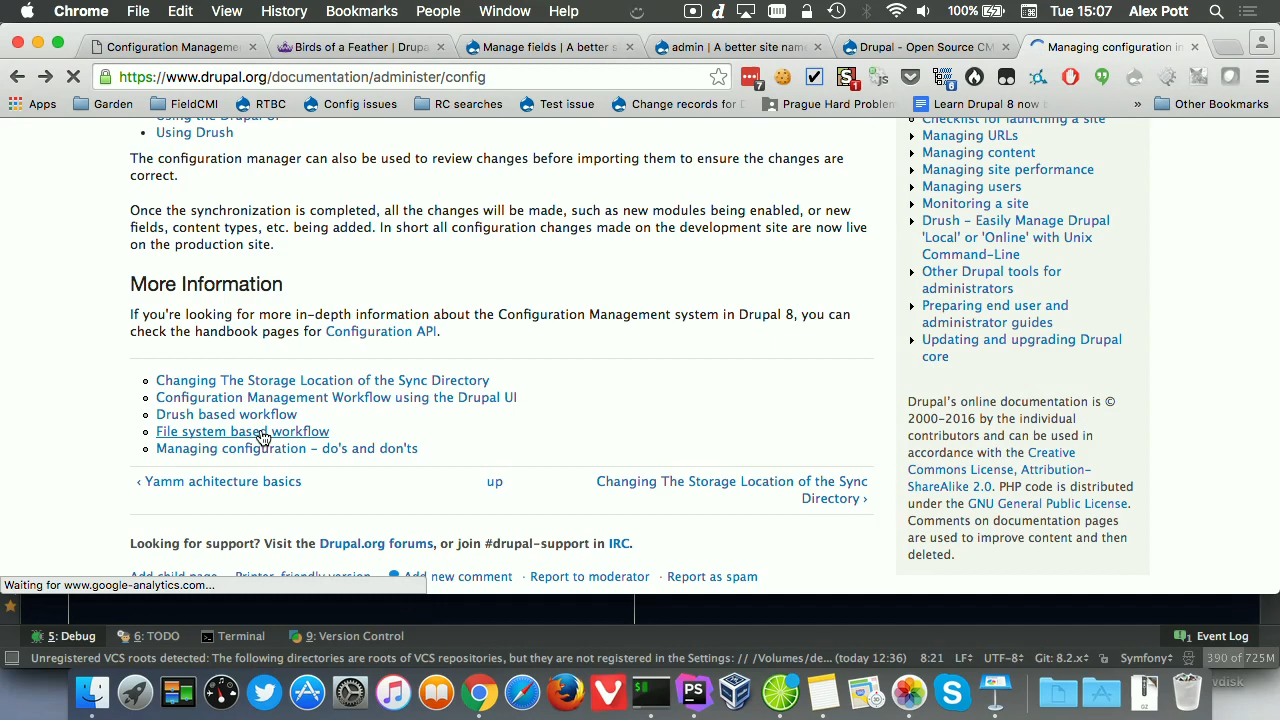 Chrome File Edit View History Bookmarks People Window Help 100% Tue 15:07 Alex Pott
Configuration Manageme Birds of a Feather | Drupa Manage fields | A better s admin | A better site nam Drupal - Open Source CM Managing configuration in
https://www.drupal.org/documentation/administer/config
Apps Garden FieldCMI RTBC Config issues RC searches Test issue Change records for D Prague Hard Problem Learn Drupal 8 now b » Other Bookmarks
Using the Drupal UI
Using Drush
The configuration manager can also be used to review changes before importing them to ensure the changes are
correct.
Once the synchronization is completed, all the changes will be made, such as new modules being enabled, or new
fields, content types, etc. being added. In short all configuration changes made on the development site are now live
on the production site.
More Information
If you're looking for more in-depth information about the Configuration Management system in Drupal 8, you can
check the handbook pages for Configuration API.
Changing The Storage Location of the Sync Directory
Configuration Management Workflow using the Drupal UI
Drush based workflow
File system based workflow
Managing configuration - do's and don'ts
‹ Yamm achitecture basics up Changing The Storage Location of the Sync
Directory ›
Looking for support? Visit the Drupal.org forums, or join #drupal-support in IRC.
Add child page Printer-friendly version Add new comment Report to moderator Report as spam
Checklist for launching a site
Managing URLs
Managing content
Managing site performance
Managing users
Monitoring a site
Drush - Easily Manage Drupal
'Local' or 'Online' with Unix
Command-Line
Other Drupal tools for
administrators
Preparing end user and
administrator guides
Updating and upgrading Drupal
core
Drupal's online documentation is ©
2000-2016 by the individual
contributors and can be used in
accordance with the Creative
Commons License, Attribution-
ShareAlike 2.0. PHP code is distributed
under the GNU General Public License.
Comments on documentation pages
are used to improve content and then
deleted.
Waiting for www.google-analytics.com...
5: Debug 6: TODO Terminal 9: Version Control 1 Event Log
Unregistered VCS roots detected: The following directories are roots of VCS repositories, but they are not registered in the Settings: // /Volumes/de... (today 12:36) 8:21 LF UTF-8 Git: 8.2.x Symfony 390 of 725M